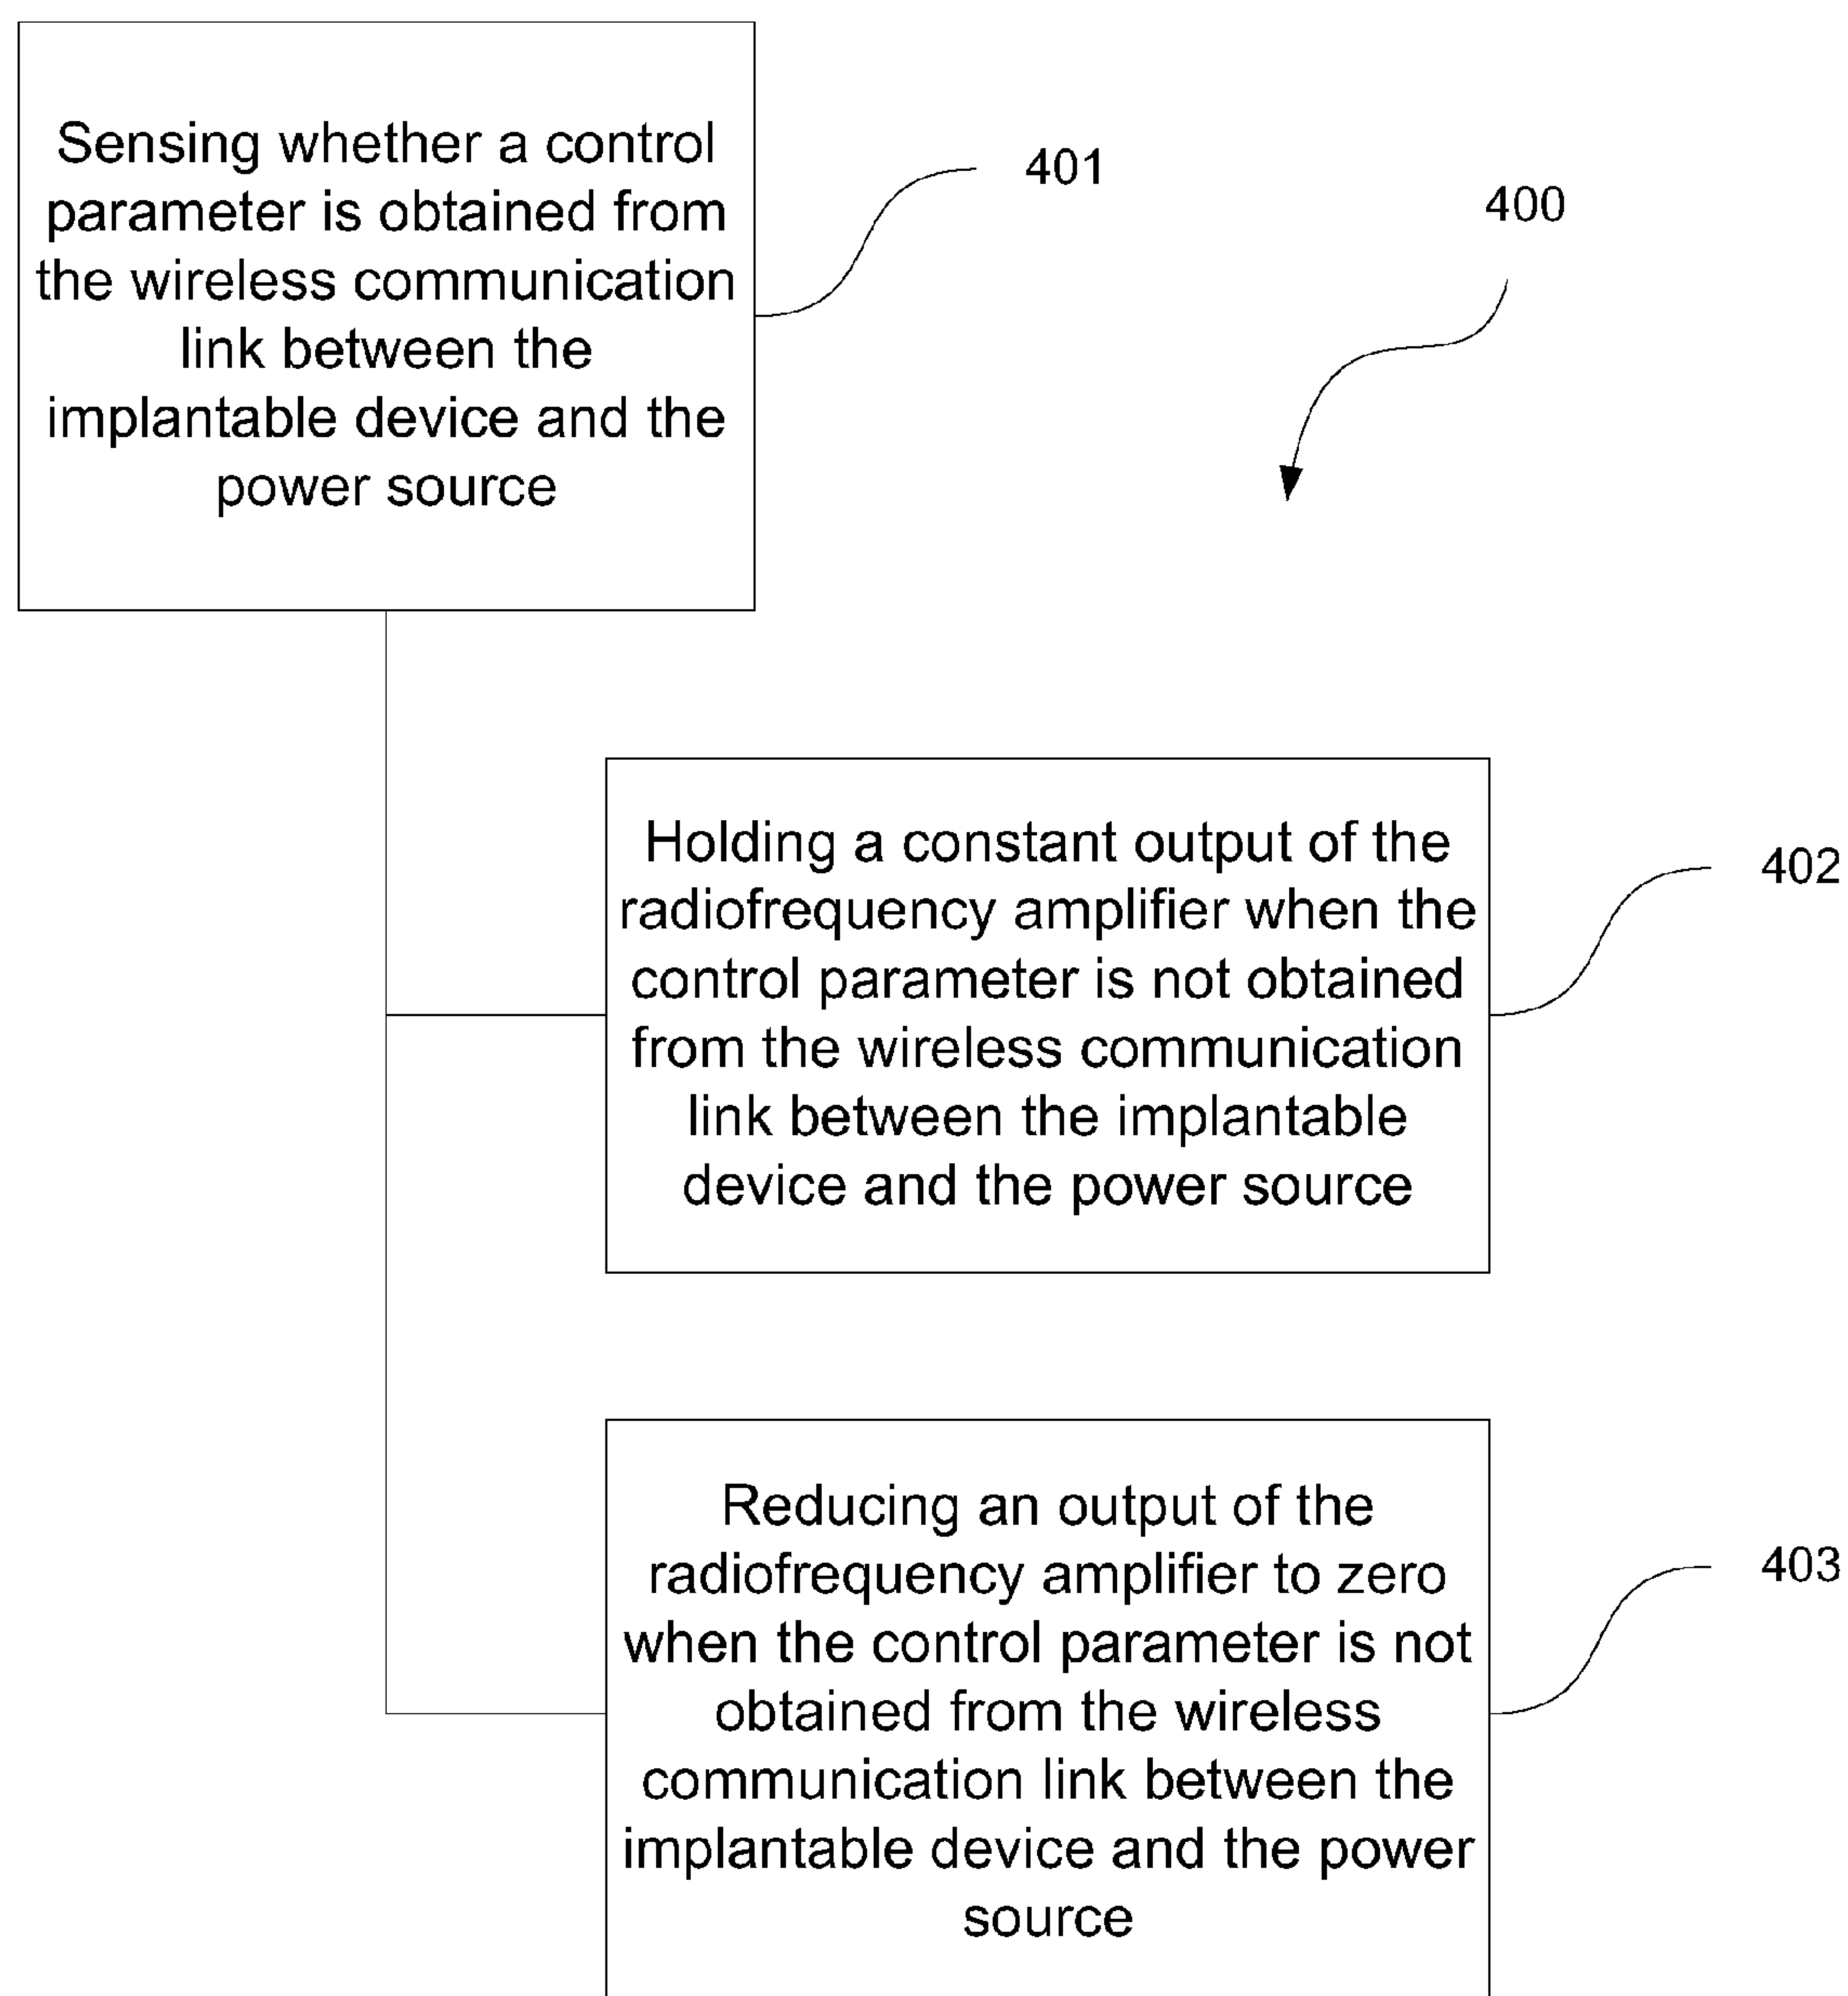 Sensing whether a control
parameter is obtained from
the wireless communication
link between the
implantable device and the
power source
401
400
Holding a constant output of the
radiofrequency amplifier when the
control parameter is not obtained
from the wireless communication
link between the implantable
device and the power source
402
Reducing an output of the
radiofrequency amplifier to zero
when the control parameter is not
obtained from the wireless
communication link between the
implantable device and the power
source
403